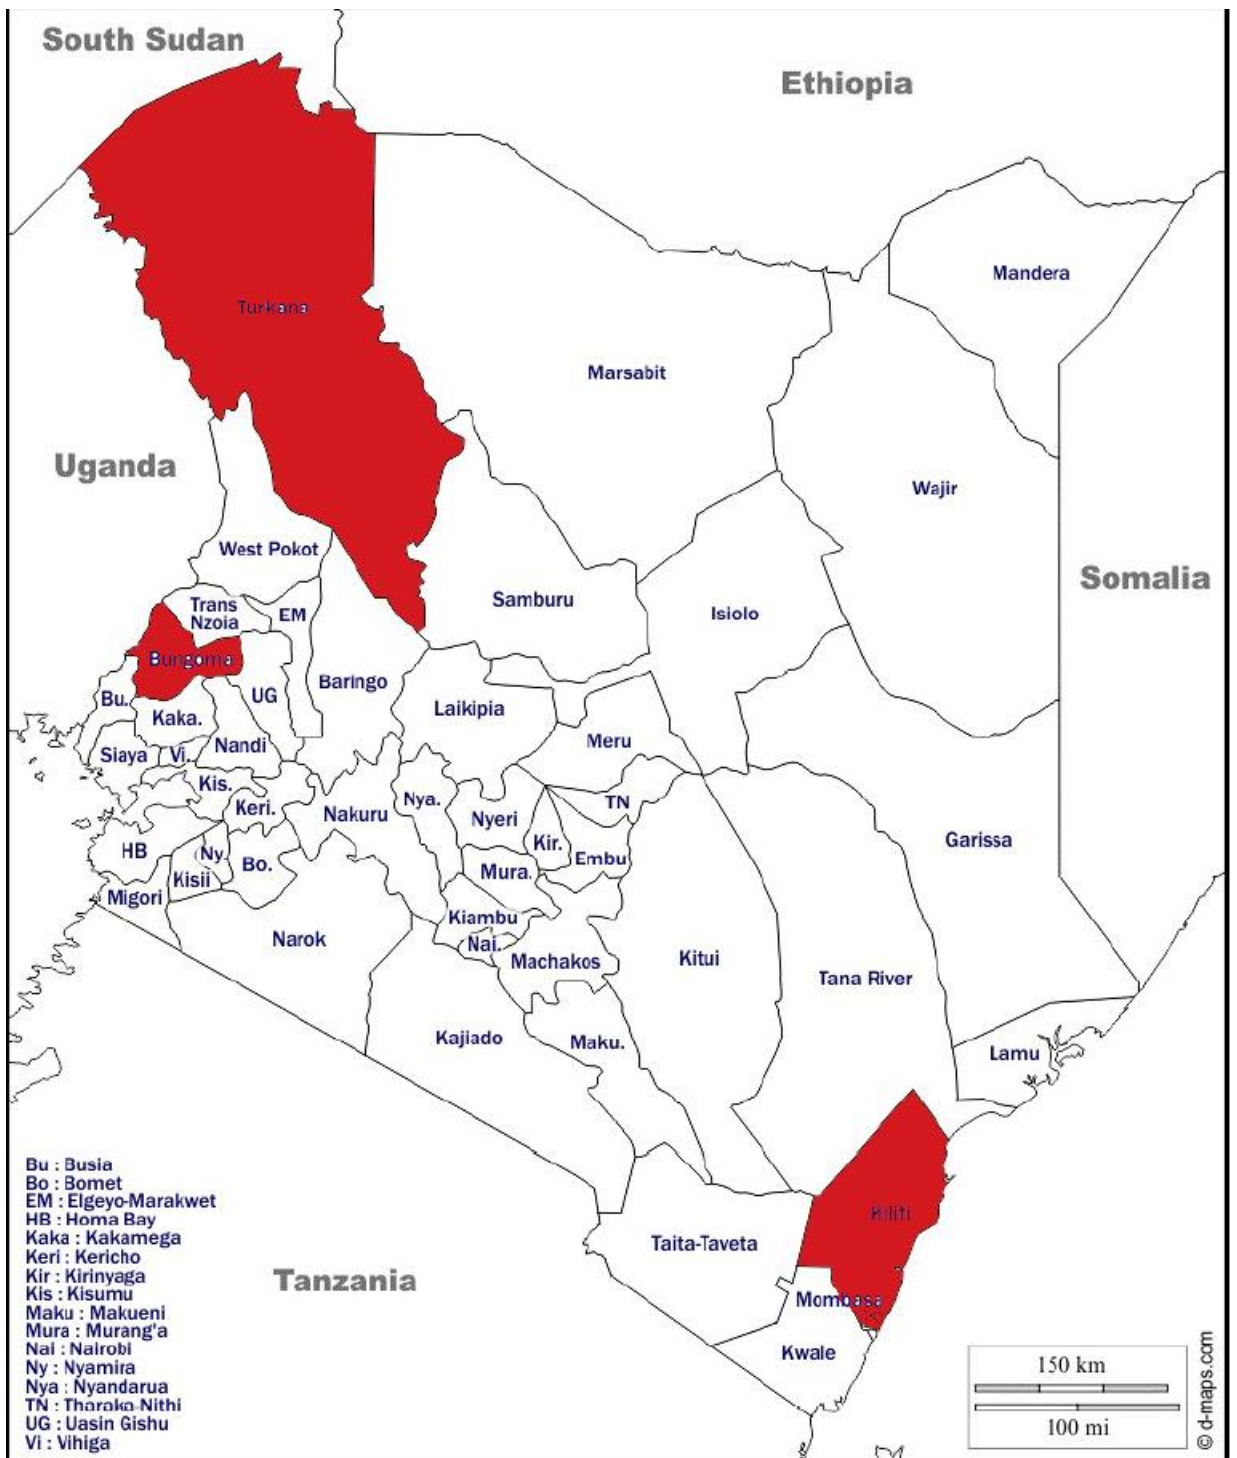 South Sudan
Ethiopia
Mandera
Turkana
Marsabit
Uganda
Wajir
West Pokot
Somalia
Trans
Nzoia
EM
Samburu
Isiolo
Bungoma
Baringo
Bu.
UG
Kaka.
Laikipia
Meru
Siaya
Vi.
Nandi
Kis.
Keri.
Nakuru
Nya.
Nyeri
TN
Kir.
Garissa
HB
Ny.
Bo.
Embu
Mura.
Kisii
Migori
Kiambu
Narok
Nai.
Machakos
Kitui
Tana River
Kajiado
Maku.
Lamu
Kilifi
Taita-Taveta
Tanzania
Mombasa
Kwale
Bu : Busia
Bo : Bomet
EM : Elgeyo-Marakwet
HB : Homa Bay
Kaka : Kakamega
Keri : Kericho
Kir : Kirinyaga
Kis : Kisumu
Maku : Makueni
Mura : Murang'a
Nai : Nairobi
Ny : Nyamira
Nya : Nyandarua
TN : Tharaka-Nithi
UG : Uasin Gishu
Vi : Vihiga
150 km
100 mi
© d-maps.com